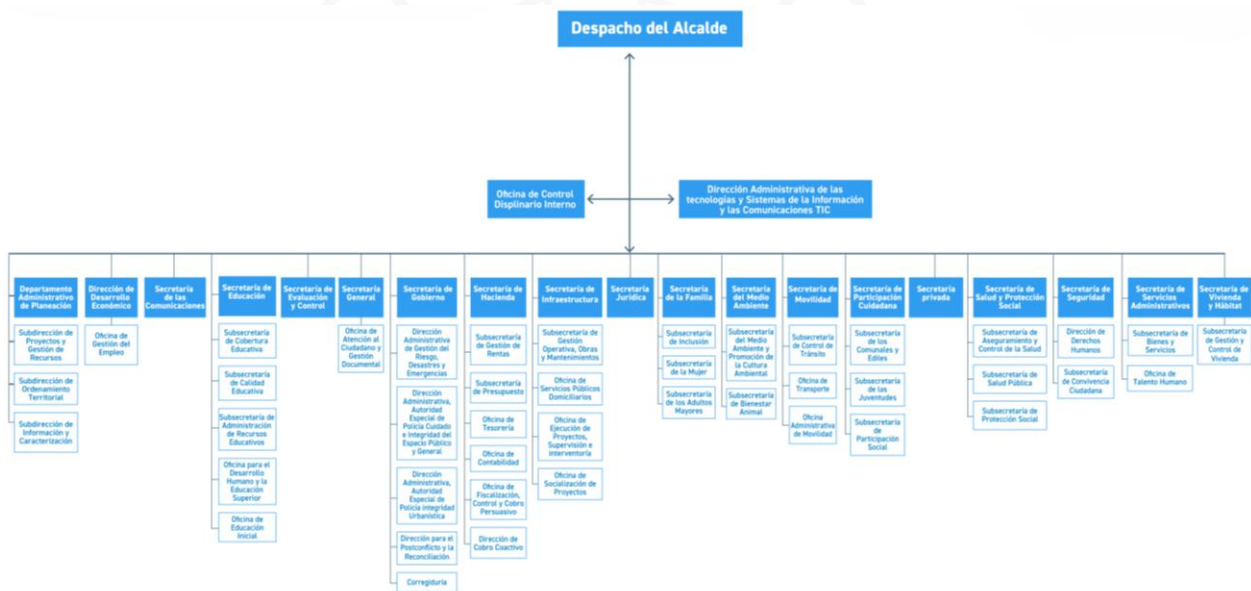 Despacho del Alcalde
Oficina de Control
Displinario Interno
Dirección Administrativa de las
tecnologías y Sistemas de la Información
y las Comunicaciones TIC
Departamento
Administrativo
de Planeación
Subdirección de
Proyectos y
Gestión de
Recursos
Subdirección de
Ordenamiento
Territorial
Subdirección de
Información y
Caracterización
Dirección de
Desarrollo
Económico
Oficina de
Gestión del
Empleo
Secretaría
de las
Comunicaciones
Secretaría de
Educación
Subsecretaría
de Cobertura
Educativa
Subsecretaría
de Calidad
Educativa
Subsecretaría de
Administración
de Recursos
Educativos
Oficina para el
Desarrollo
Humano y la
Educación
Superior
Oficina de
Educación
Inicial
Secretaría de
Evaluación
y Control
Secretaría
General
Oficina de
Atención al
Ciudadano y
Gestión
Documental
Secretaría de
Gobierno
Dirección
Administrativa
de Gestión del
Riesgo,
Desastres y
Emergencias
Dirección
Administrativa,
Autoridad
Especial de
Policía Cuidado
e Integridad del
Espacio Público
y General
Dirección
Administrativa,
Autoridad
Especial de
Policía integridad
Urbanística
Dirección para el
Postconflicto y la
Reconciliación
Corregiduría
Secretaría de
Hacienda
Subsecretaría
de Gestión de
Rentas
Subsecretaría
de Presupuesto
Oficina de
Tesorería
Oficina de
Contabilidad
Oficina de
Fiscalización,
Control y Cobro
Persuasivo
Dirección de
Cobro Coactivo
Secretaría de
Infraestructura
Subsecretaría de
Gestión
Operativa, Obras
y Mantenimientos
Oficina de
Servicios Públicos
Domiciliarios
Oficina de
Ejecución de
Proyectos,
Supervisión e
interventoría
Oficina de
Socialización de
Proyectos
Secretaría
Jurídica
Secretaría
de la Familia
Subsecretaría
de Inclusión
Subsecretaría
de la Mujer
Subsecretaría
de los Adultos
Mayores
Secretaría
del Medio
Ambiente
Subsecretaría
del Medio
Ambiente y
Promoción de
la Cultura
Ambiental
Subsecretaría
de Bienestar
Animal
Secretaría
de Movilidad
Subsecretaría
de Control de
Tránsito
Oficina de
Transporte
Oficina
Administrativa
de Movilidad
Secretaría de
Participación
Cuidadana
Subsecretaría
de los
Comunales y
Ediles
Subsecretaría
de las
Juventudes
Subsecretaría
de
Participación
Social
Secretaría
privada
Secretaría
de Salud y Protección
Social
Subsecretaría de
Aseguramiento y
Control de la Salud
Subsecretaría de
Salud Pública
Subsecretaría de
Protección Social
Secretaría de
Seguridad
Dirección de
Derechos
Humanos
Subsecretaría de
Convivencia
Ciudadana
Secretaría
de Servicios
Administrativos
Subsecretaría de
Bienes y
Servicios
Oficina de
Talento Humano
Secretaría de
Vivienda
y Hábitat
Subsecretaría
de Gestión y
Control de
Vivienda